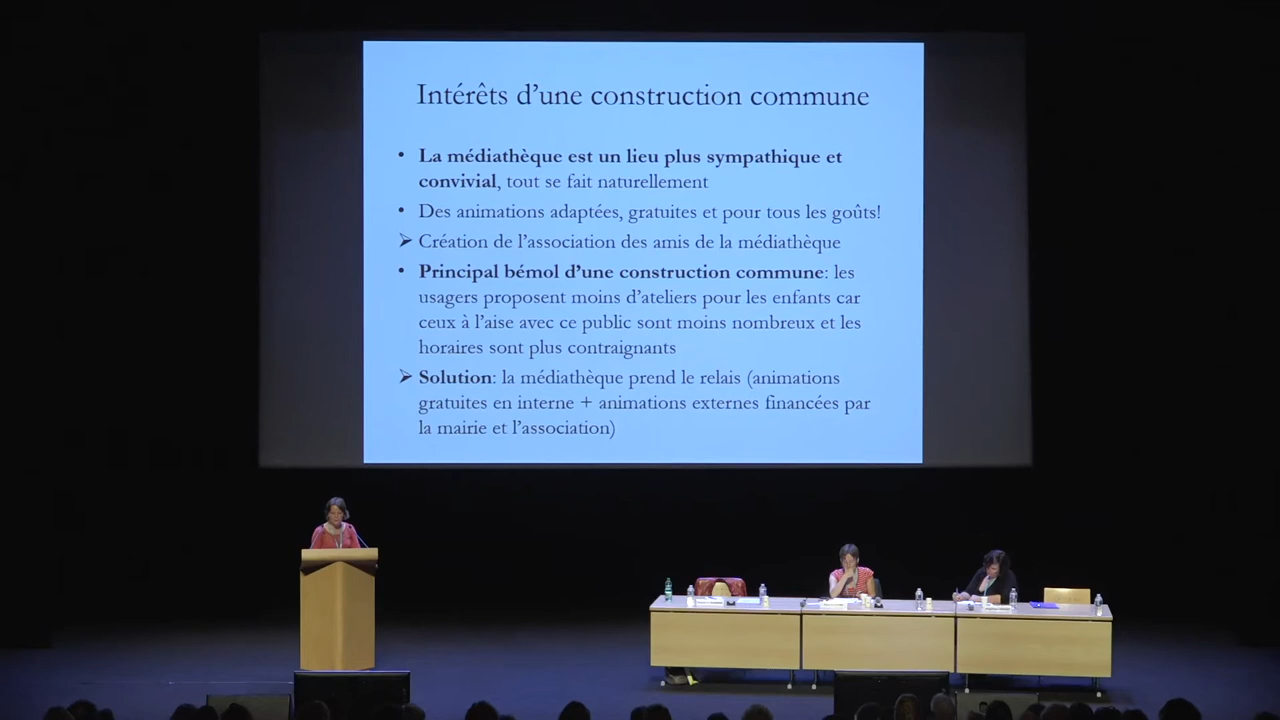 Intérêts d'une construction commune
• La médiathèque est un lieu plus sympathique et
convivial, tout se fait naturellement
• Des animations adaptées, gratuites et pour tous les goûts!
➢ Création de l'association des amis de la médiathèque
• Principal bémol d'une construction commune: les
usagers proposent moins d'ateliers pour les enfants car
ceux à l'aise avec ce public sont moins nombreux et les
horaires sont plus contraignants
➢ Solution: la médiathèque prend le relais (animations
gratuites en interne + animations externes financées par
la mairie et l'association)